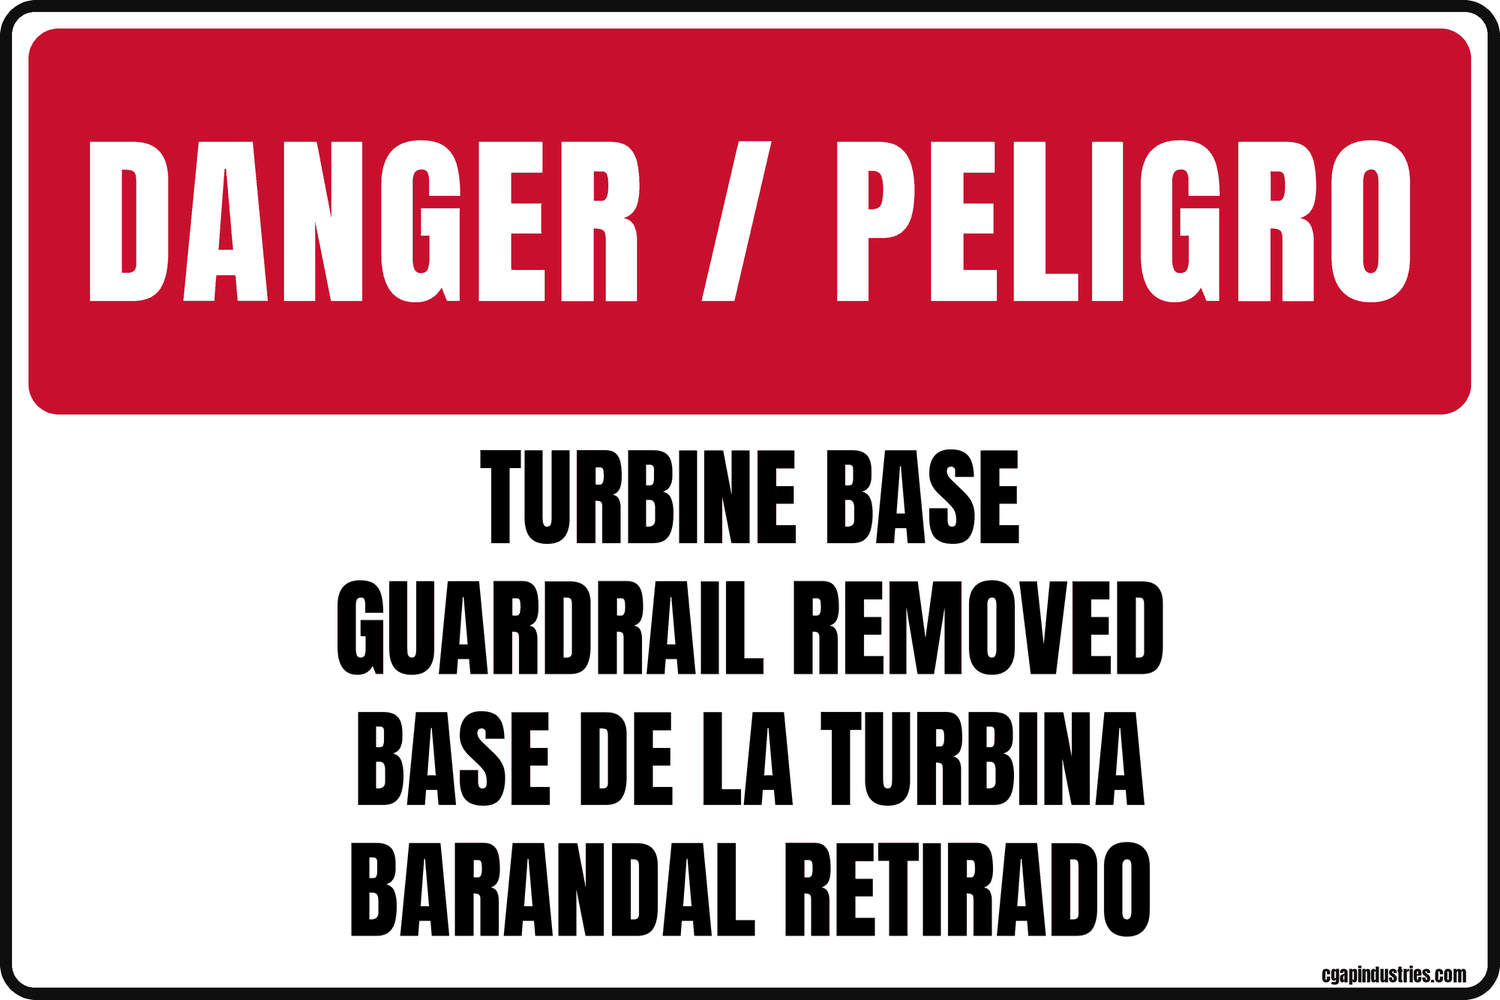 DANGER / PELIGRO
TURBINE BASE
GUARDRAIL REMOVED
BASE DE LA TURBINA
BARANDAL RETIRADO
cgapindustries.com